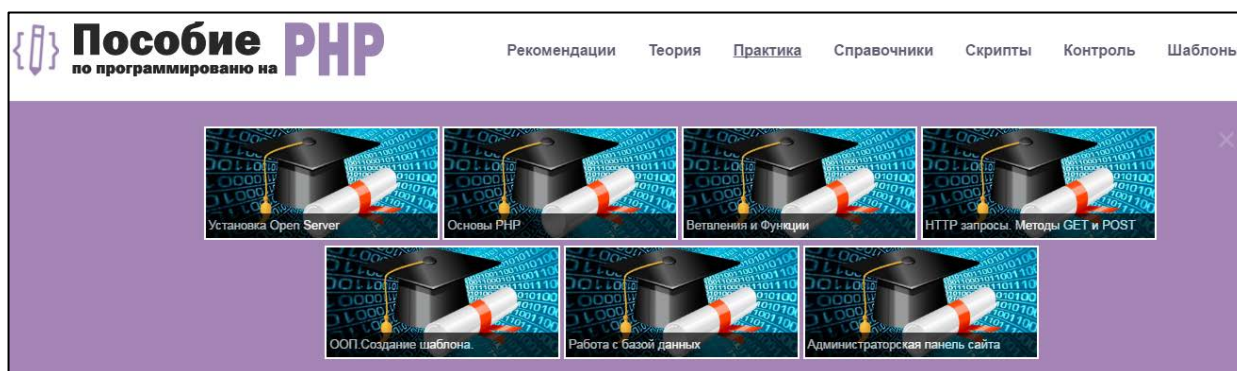 Пособие PHP
по программированю на
Рекомендации Теория Практика Справочники Скрипты Контроль Шаблоны
Установка Open Server
Основы PHP
Ветвления и Функции
HTTP запросы. Методы GET и POST
ООП.Создание шаблона.
Работа с базой данных
Администраторская панель сайта